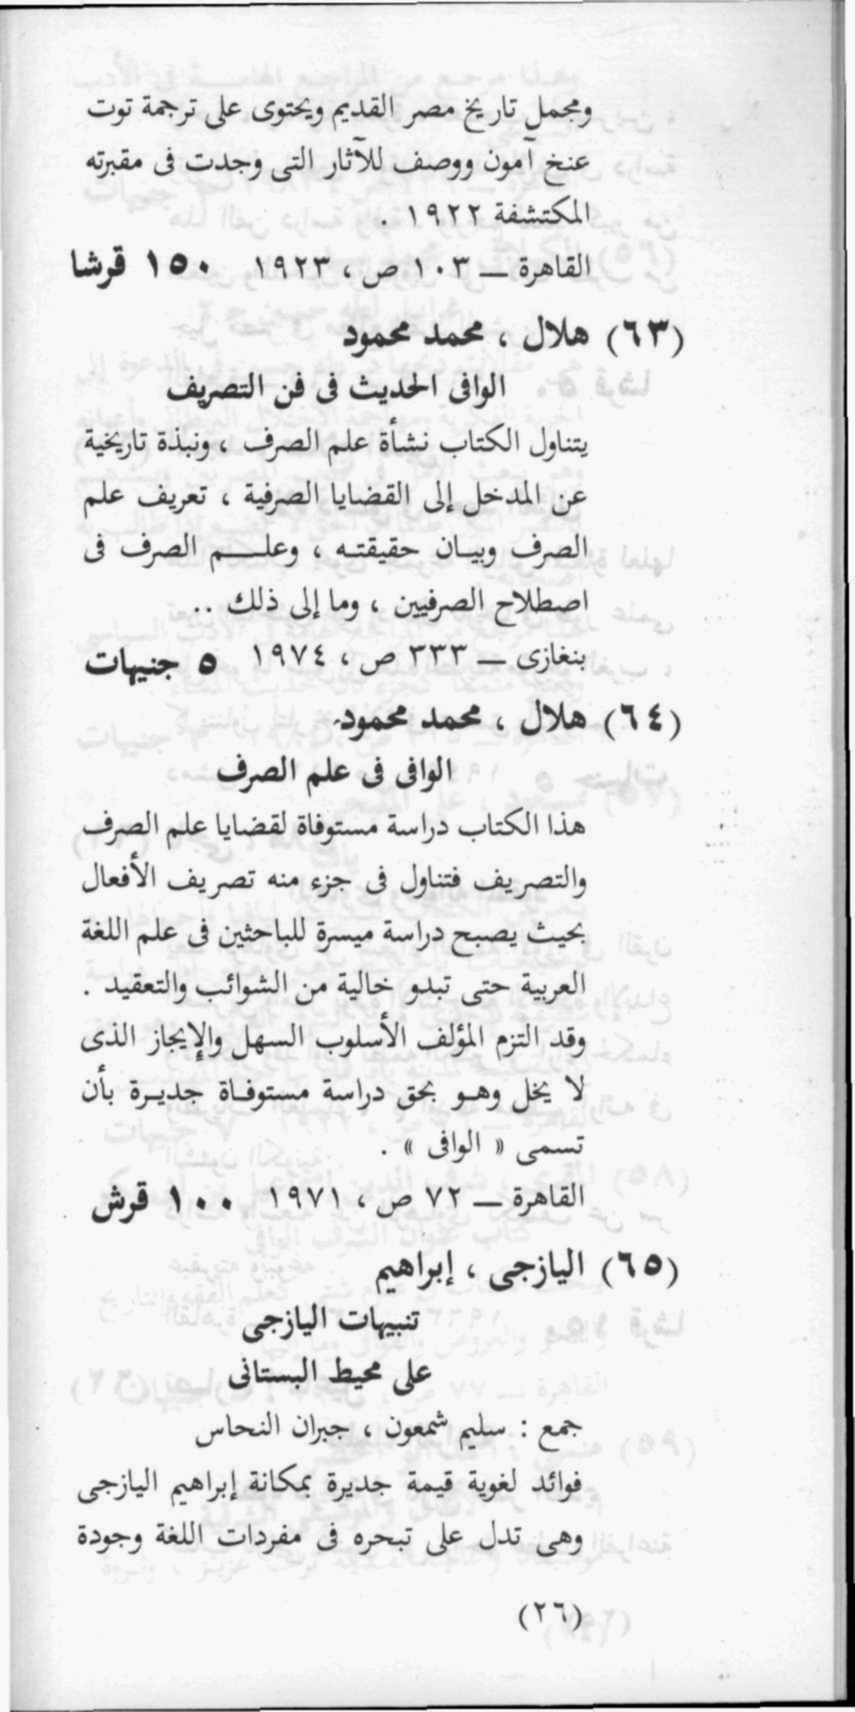 ومجمل تاريخ مصر القديم ويحتوى على ترجمة توت
عنخ آمون ووصف للآثار التى وجدت فى مقبرته
المكتشفة ١٩٢٢ .
القاهرة — ١٠٣ ص ، ١٩٢٣ ١٥٠ قرشا
(٦٣) هلال ، محمد محمود
الوافى الحديث فى فن التصريف
يتناول الكتاب نشأة علم الصرف ، ونبذة تاريخية
عن المدخل إلى القضايا الصرفية ، تعريف علم
الصرف وبيان حقيقته ، وعلم الصرف فى
اصطلاح الصرفيين ، وما إلى ذلك ..
بنغازى — ٣٣٣ ص ، ١٩٧٤ ٥ جنيهات
(٦٤) هلال ، محمد محمود
الوافى فى علم الصرف
هذا الكتاب دراسة مستوفاة لقضايا علم الصرف
والتصريف فتناول فى جزء منه تصريف الأفعال
بحيث يصبح دراسة ميسرة للباحثين فى علم اللغة
العربية حتى تبدو خالية من الشوائب والتعقيد .
وقد التزم المؤلف الأسلوب السهل والإيجاز الذى
لا يخل وهو بحق دراسة مستوفاة جديرة بأن
تسمى « الوافى » .
القاهرة — ٧٢ ص ، ١٩٧١ ١٠٠ قرش
(٦٥) اليازجى ، إبراهيم
تنبيهات اليازجى
على محيط البستانى
جمع : سليم شمعون ، جبران النحاس
فوائد لغوية قيمة جديرة بمكانة إبراهيم اليازجى
وهى تدل على تبحره فى مفردات اللغة وجودة
(٢٦)